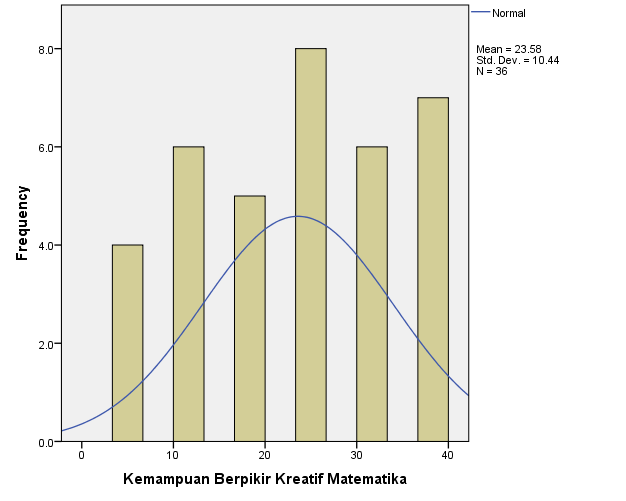 Normal
Mean = 23.58
Std. Dev. = 10.44
N = 36
Frequency
8.0
6.0
4.0
2.0
0.0
0 10 20 30 40
Kemampuan Berpikir Kreatif Matematika